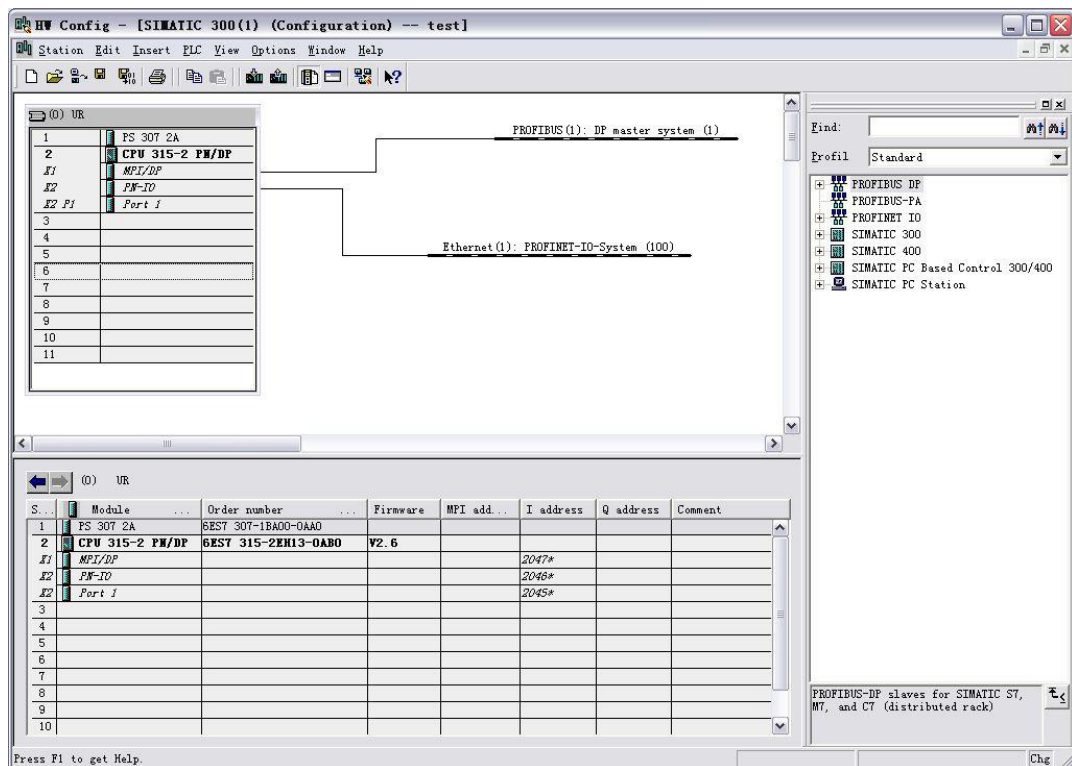 HW Config - [SIMATIC 300(1) (Configuration) -- test]
Station Edit Insert PLC View Options Window Help
(0) UR
1 PS 307 2A
2 CPU 315-2 PN/DP
X1 MPI/DP
X2 PN-IO
X2 P1 Port 1
3
4
5
6
7
8
9
10
11
PROFIBUS(1): DP master system (1)
Ethernet(1): PROFINET-IO-System (100)
Find:
Profil Standard
PROFIBUS DP
PROFIBUS-PA
PROFINET IO
SIMATIC 300
SIMATIC 400
SIMATIC PC Based Control 300/400
SIMATIC PC Station
(0) UR
S... Module ... Order number ... Firmware MPI add... I address Q address Comment
1 PS 307 2A 6ES7 307-1BA00-0AA0
2 CPU 315-2 PN/DP 6ES7 315-2EH13-0AB0 V2.6
X1 MPI/DP 2047*
X2 PN-IO 2046*
X2 Port 1 2045*
3
4
5
6
7
8
9
10
PROFIBUS-DP slaves for SIMATIC S7,
M7, and C7 (distributed rack)
Press F1 to get Help.
Chg